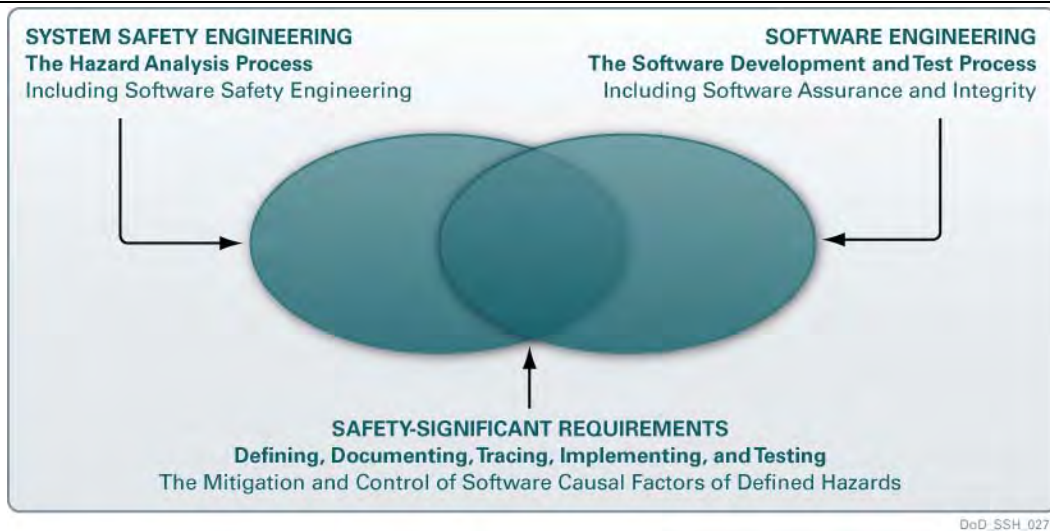 SYSTEM SAFETY ENGINEERING
The Hazard Analysis Process
Including Software Safety Engineering
SOFTWARE ENGINEERING
The Software Development and Test Process
Including Software Assurance and Integrity
SAFETY-SIGNIFICANT REQUIREMENTS
Defining, Documenting, Tracing, Implementing, and Testing
The Mitigation and Control of Software Causal Factors of Defined Hazards
DoD_SSH_027